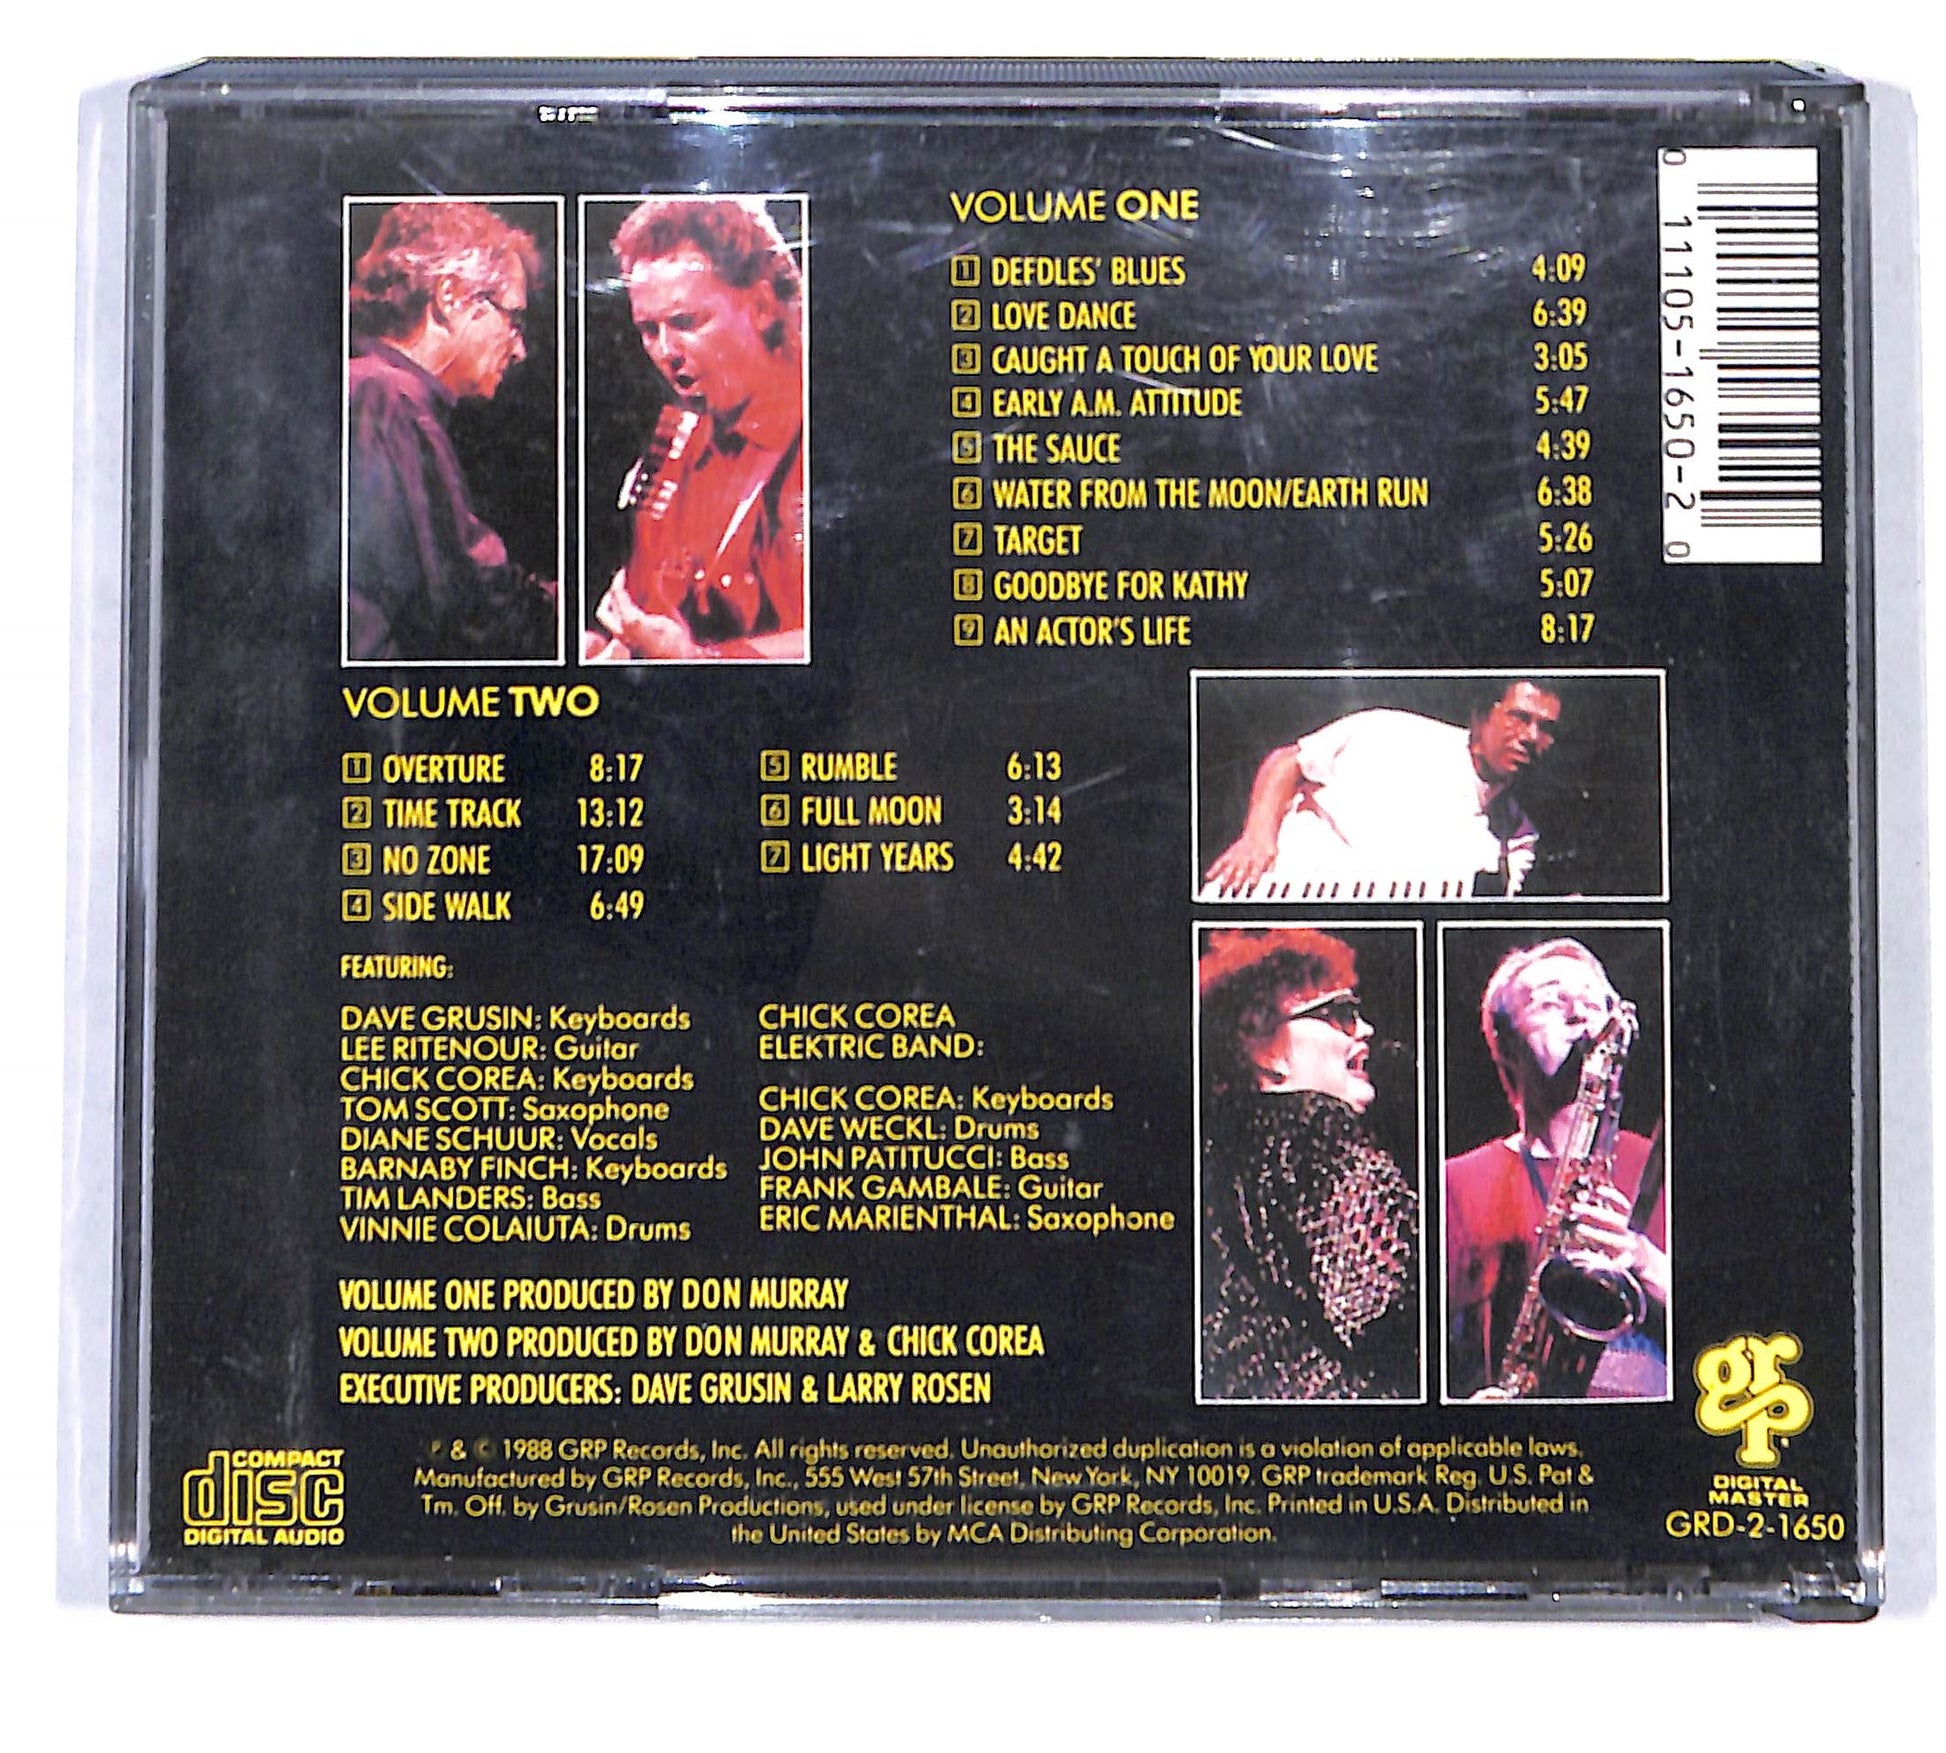 VOLUME ONE
1 DEFDLES' BLUES 4:09
2 LOVE DANCE 6:39
3 CAUGHT A TOUCH OF YOUR LOVE 3:05
4 EARLY A.M. ATTITUDE 5:47
5 THE SAUCE 4:39
6 WATER FROM THE MOON/EARTH RUN 6:38
7 TARGET 5:26
8 GOODBYE FOR KATHY 5:07
9 AN ACTOR'S LIFE 8:17
0 11105-1650-2 0
VOLUME TWO
1 OVERTURE 8:17
2 TIME TRACK 13:12
3 NO ZONE 17:09
4 SIDE WALK 6:49
5 RUMBLE 6:13
6 FULL MOON 3:14
7 LIGHT YEARS 4:42
FEATURING:
DAVE GRUSIN: Keyboards
LEE RITENOUR: Guitar
CHICK COREA: Keyboards
TOM SCOTT: Saxophone
DIANE SCHUUR: Vocals
BARNABY FINCH: Keyboards
TIM LANDERS: Bass
VINNIE COLAIUTA: Drums
CHICK COREA
ELEKTRIC BAND:
CHICK COREA: Keyboards
DAVE WECKL: Drums
JOHN PATITUCCI: Bass
FRANK GAMBALE: Guitar
ERIC MARIENTHAL: Saxophone
VOLUME ONE PRODUCED BY DON MURRAY
VOLUME TWO PRODUCED BY DON MURRAY & CHICK COREA
EXECUTIVE PRODUCERS: DAVE GRUSIN & LARRY ROSEN
℗ & © 1988 GRP Records, Inc. All rights reserved. Unauthorized duplication is a violation of applicable laws.
Manufactured by GRP Records, Inc., 555 West 57th Street, New York, NY 10019. GRP trademark Reg. U.S. Pat &
Tm. Off. by Grusin/Rosen Productions, used under license by GRP Records, Inc. Printed in U.S.A. Distributed in
the United States by MCA Distributing Corporation.
COMPACT
disc
DIGITAL AUDIO
grp
DIGITAL
MASTER
GRD-2-1650